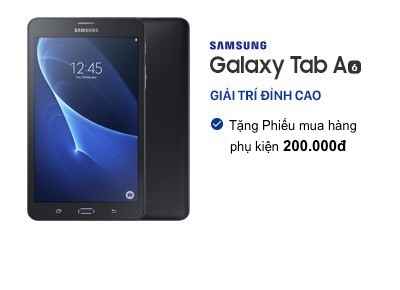 SAMSUNG
12:45
SAMSUNG
Galaxy Tab A6
GIẢI TRÍ ĐỈNH CAO
Tặng Phiếu mua hàng
phụ kiện 200.000đ